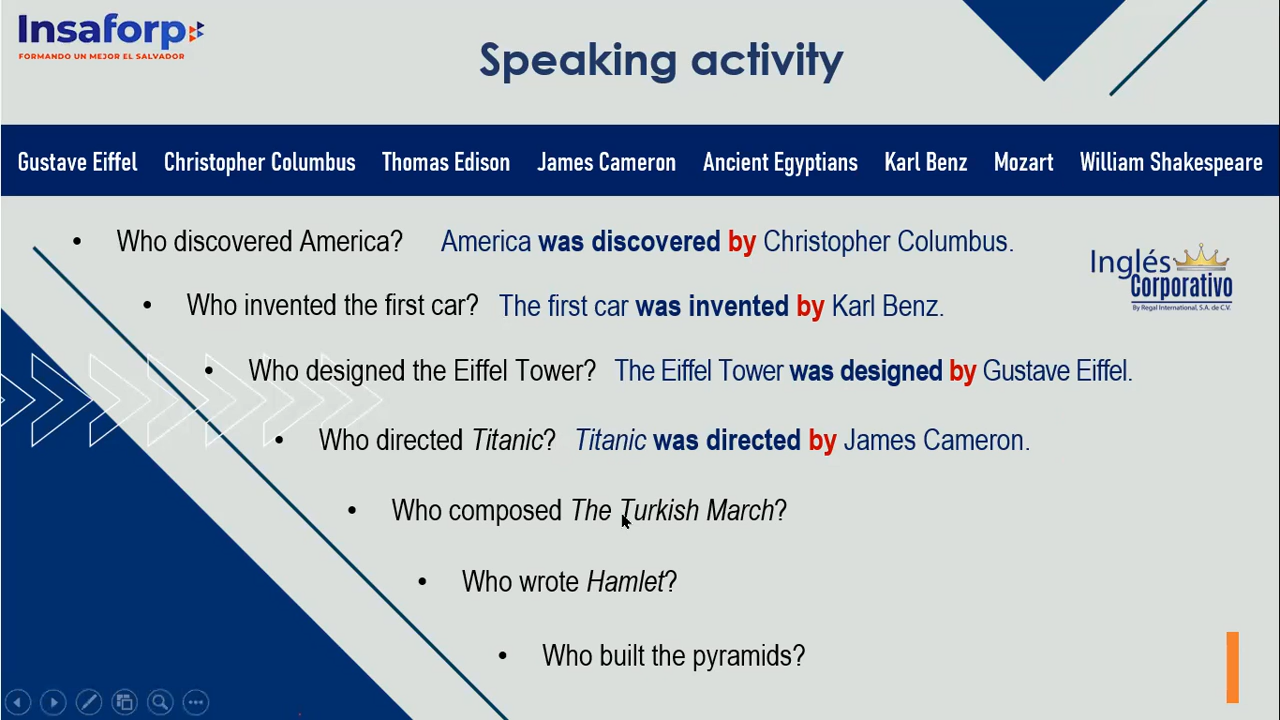 Insaforp
FORMANDO UN MEJOR EL SALVADOR
Speaking activity
Gustave Eiffel Christopher Columbus Thomas Edison James Cameron Ancient Egyptians Karl Benz Mozart William Shakespeare
• Who discovered America? America was discovered by Christopher Columbus.
Inglés
Corporativo
By Regal International, S.A. de C.V.
• Who invented the first car? The first car was invented by Karl Benz.
• Who designed the Eiffel Tower? The Eiffel Tower was designed by Gustave Eiffel.
• Who directed Titanic? Titanic was directed by James Cameron.
• Who composed The Turkish March?
• Who wrote Hamlet?
• Who built the pyramids?